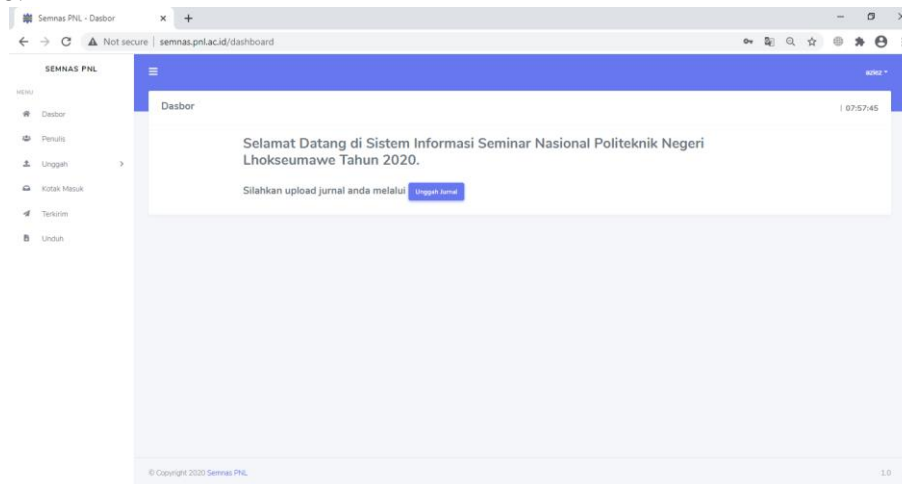 Semnas PNL - Dasbor
Not secure | semnas.pnl.ac.id/dashboard
SEMNAS PNL
MENU
Dasbor
Penulis
Unggah
Kotak Masuk
Terkirim
Unduh
Dasbor
| 07:57:45
Selamat Datang di Sistem Informasi Seminar Nasional Politeknik Negeri
Lhokseumawe Tahun 2020.
Silahkan upload jurnal anda melalui Unggah Jurnal
© Copyright 2020 Semnas PNL.
1.0